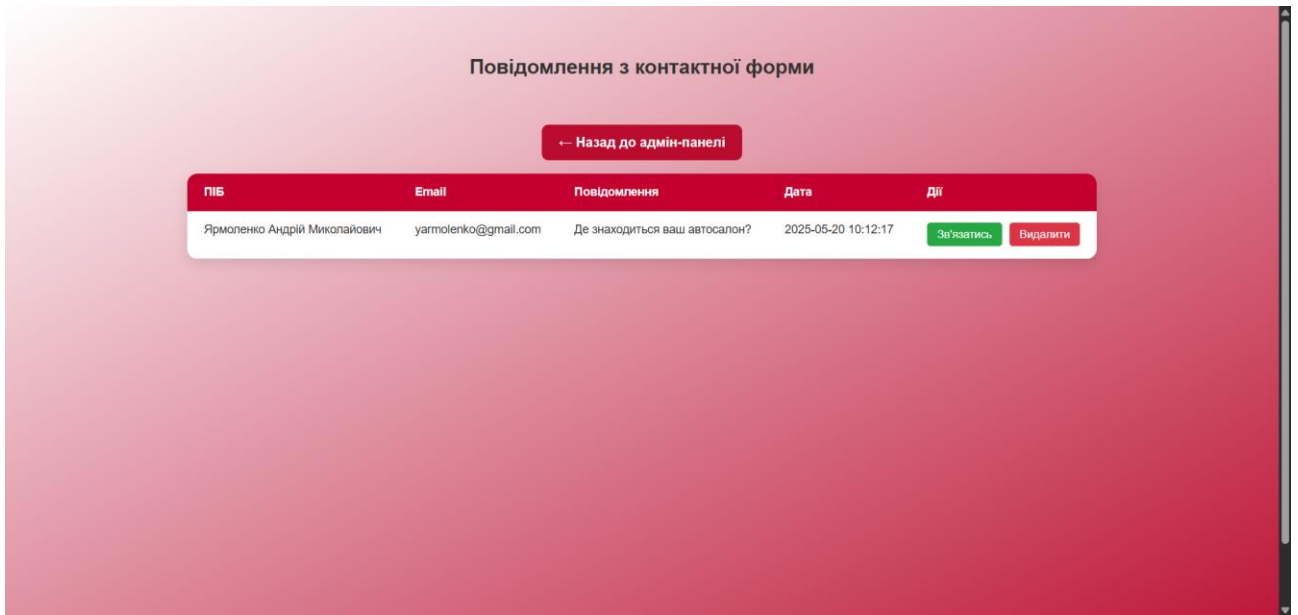 Повідомлення з контактної форми
← Назад до адмін-панелі
ПІБ Email Повідомлення Дата Дії
Ярмоленко Андрій Миколайович yarmolenko@gmail.com Де знаходиться ваш автосалон? 2025-05-20 10:12:17 Зв'язатись Видалити